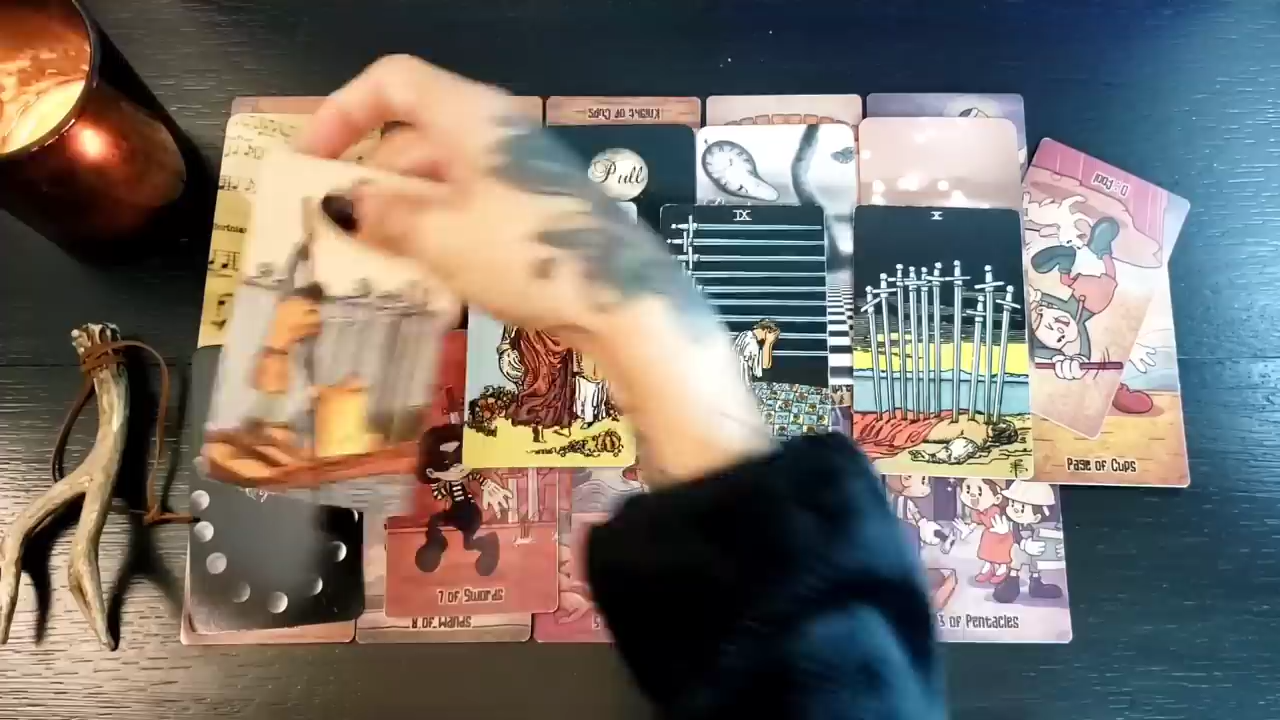 Knight of Cups
Pull
0 · Fool
IX
X
Page of Cups
7 of Swords
8 of Wands
3 of Pentacles